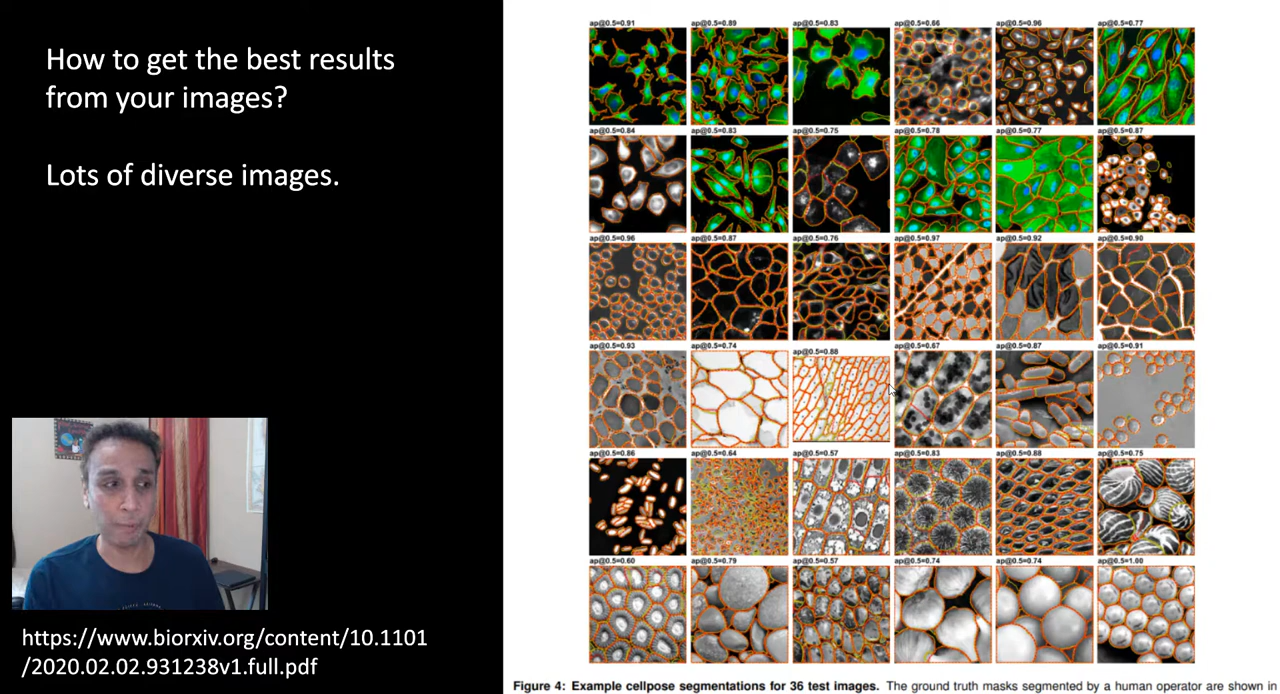 How to get the best results
from your images?
Lots of diverse images.
https://www.biorxiv.org/content/10.1101
/2020.02.02.931238v1.full.pdf
ap@0.5=0.91 ap@0.5=0.89 ap@0.5=0.83 ap@0.5=0.66 ap@0.5=0.96 ap@0.5=0.77
ap@0.5=0.84 ap@0.5=0.83 ap@0.5=0.75 ap@0.5=0.78 ap@0.5=0.77 ap@0.5=0.87
ap@0.5=0.96 ap@0.5=0.87 ap@0.5=0.76 ap@0.5=0.97 ap@0.5=0.92 ap@0.5=0.90
ap@0.5=0.93 ap@0.5=0.74 ap@0.5=0.88 ap@0.5=0.67 ap@0.5=0.87 ap@0.5=0.91
ap@0.5=0.86 ap@0.5=0.64 ap@0.5=0.57 ap@0.5=0.83 ap@0.5=0.88 ap@0.5=0.75
ap@0.5=0.60 ap@0.5=0.79 ap@0.5=0.57 ap@0.5=0.74 ap@0.5=0.74 ap@0.5=1.00
Figure 4: Example cellpose segmentations for 36 test images. The ground truth masks segmented by a human operator are shown in